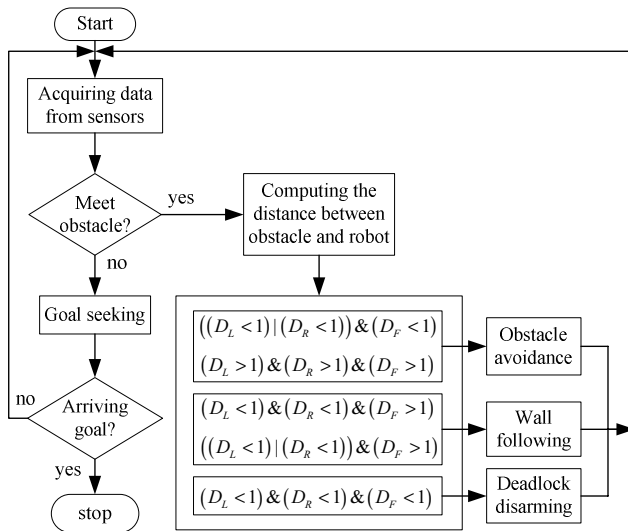 Start
Acquiring data
from sensors
Meet
obstacle?
yes
no
Computing the
distance between
obstacle and robot
Goal seeking
Arriving
goal?
no
yes
stop
((D_L < 1) | (D_R < 1)) & (D_F < 1)
(D_L > 1) & (D_R > 1) & (D_F > 1)
Obstacle
avoidance
(D_L < 1) & (D_R < 1) & (D_F > 1)
((D_L < 1) | (D_R < 1)) & (D_F > 1)
Wall
following
(D_L < 1) & (D_R < 1) & (D_F < 1)
Deadlock
disarming